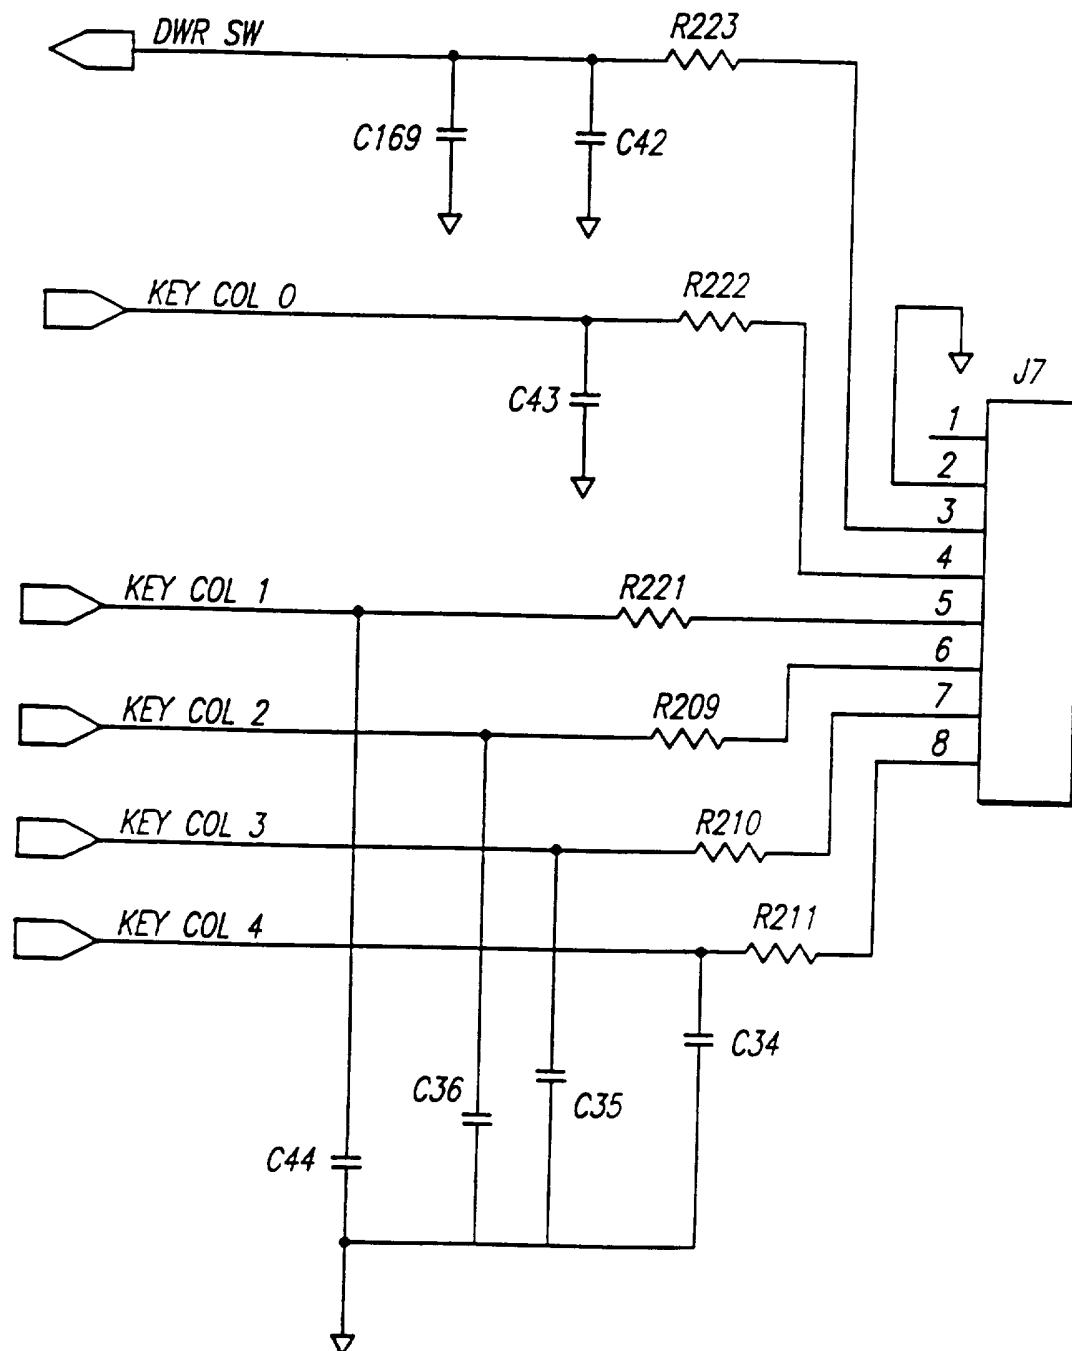 DWR SW
R223
C169
C42
KEY COL 0
R222
C43
J7
1
2
3
4
5
6
7
8
KEY COL 1
R221
KEY COL 2
R209
KEY COL 3
R210
KEY COL 4
R211
C34
C36
C35
C44